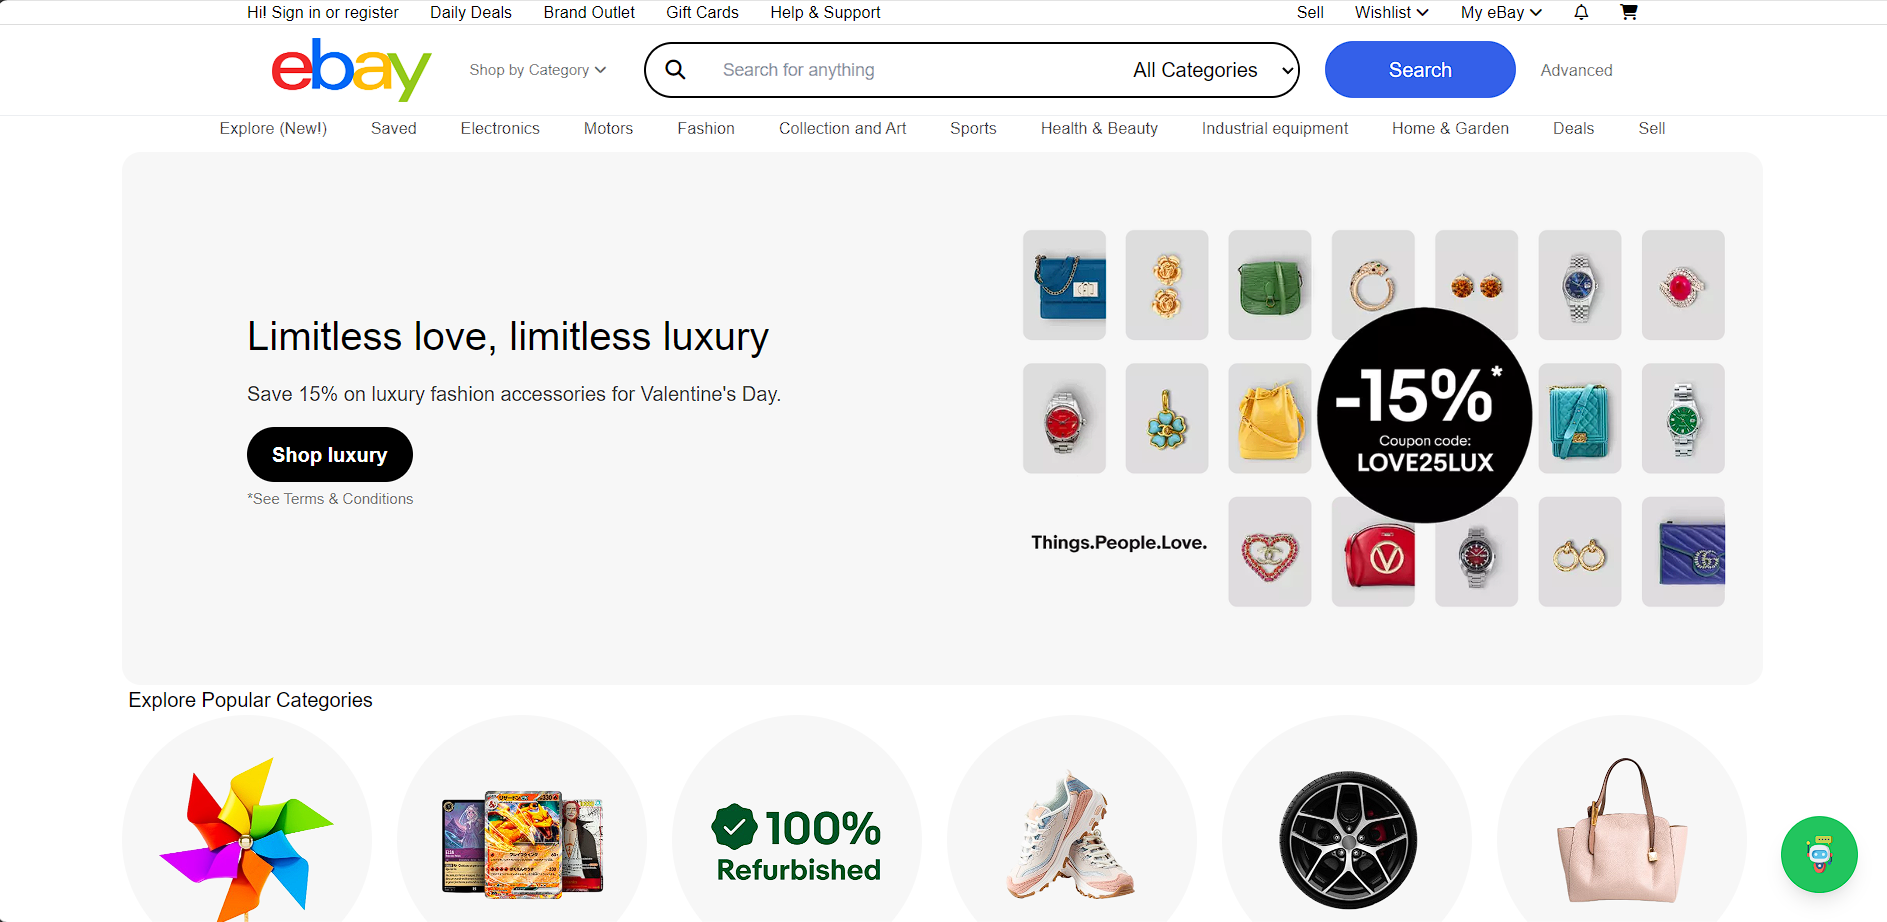 Hi! Sign in or register Daily Deals Brand Outlet Gift Cards Help & Support Sell Wishlist My eBay
ebay Shop by Category Search for anything All Categories Search Advanced
Explore (New!) Saved Electronics Motors Fashion Collection and Art Sports Health & Beauty Industrial equipment Home & Garden Deals Sell
Limitless love, limitless luxury
Save 15% on luxury fashion accessories for Valentine's Day.
Shop luxury
*See Terms & Conditions
-15%*
Coupon code:
LOVE25LUX
Things.People.Love.
V
Explore Popular Categories
100%
Refurbished